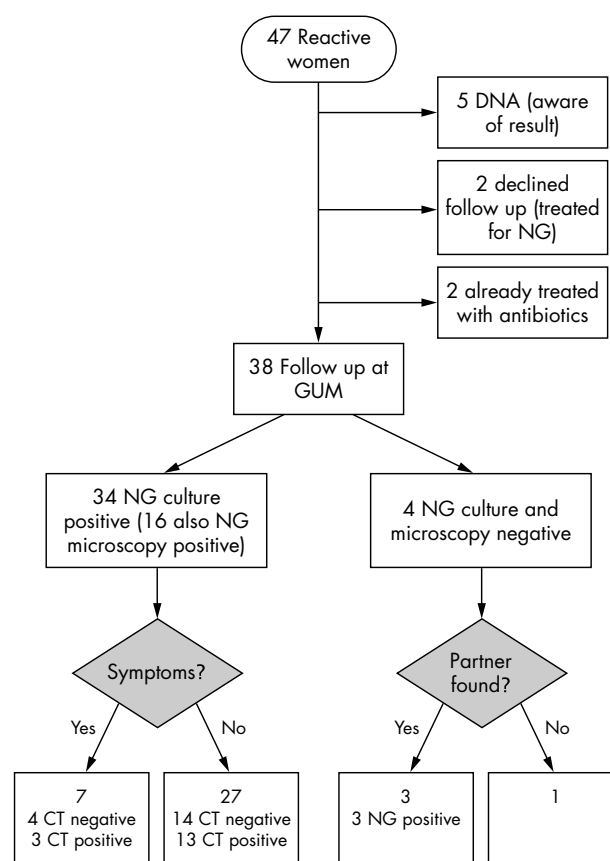 47 Reactive
women
5 DNA (aware
of result)
2 declined
follow up (treated
for NG)
2 already treated
with antibiotics
38 Follow up at
GUM
34 NG culture
positive (16 also NG
microscopy positive)
4 NG culture and
microscopy negative
Symptoms?
Partner
found?
Yes
No
Yes
No
7
4 CT negative
3 CT positive
27
14 CT negative
13 CT positive
3
3 NG positive
1